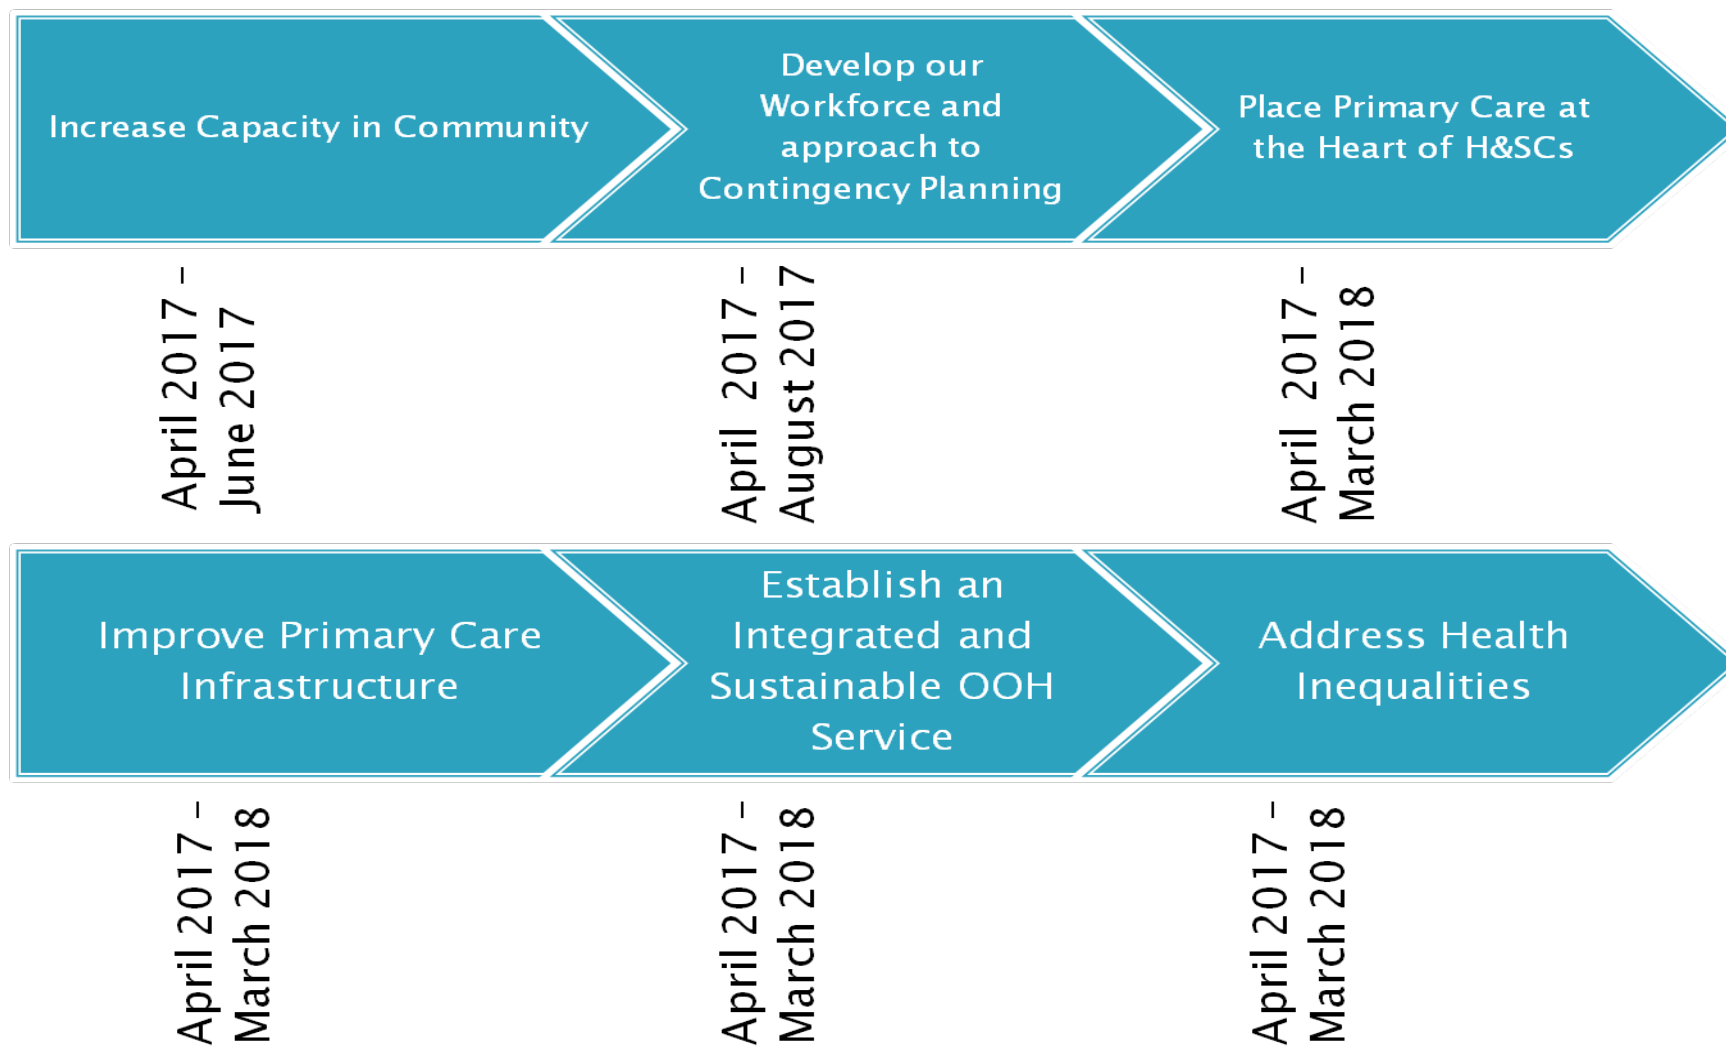 Increase Capacity in Community
Develop our
Workforce and
approach to
Contingency Planning
Place Primary Care at
the Heart of H&SCs
April 2017 –
June 2017
April  2017 –
August 2017
April  2017 –
March 2018
Improve Primary Care
Infrastructure
Establish an
Integrated and
Sustainable OOH
Service
Address Health
Inequalities
April 2017 –
March 2018
April 2017 –
March 2018
April 2017 –
March 2018